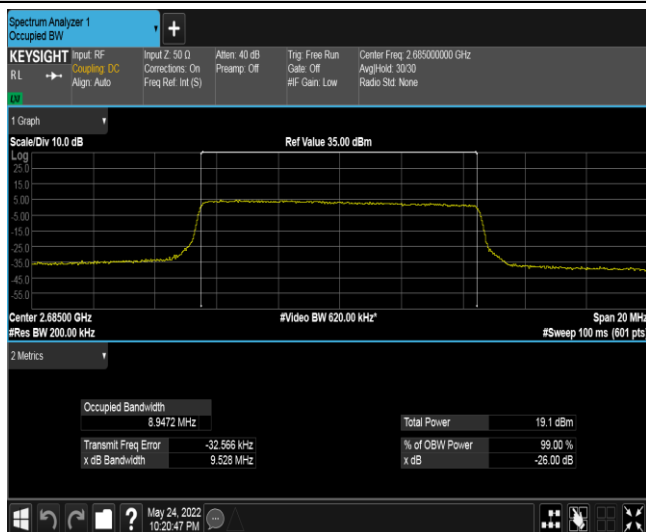 Spectrum Analyzer 1
Occupied BW
+
KEYSIGHT
RL
Input: RF
Coupling: DC
Align: Auto
Input Z: 50 Ω
Corrections: On
Freq Ref: Int (S)
Atten: 40 dB
Preamp: Off
Trig: Free Run
Gate: Off
#IF Gain: Low
Center Freq: 2.685000000 GHz
Avg|Hold: 30/30
Radio Std: None
1 Graph
Scale/Div 10.0 dB
Ref Value 35.00 dBm
Log
25.0
15.0
5.00
-5.00
-15.0
-25.0
-35.0
-45.0
-55.0
Center 2.68500 GHz
#Video BW 620.00 kHz*
Span 20 MHz
#Res BW 200.00 kHz
#Sweep 100 ms (601 pts)
2 Metrics
Occupied Bandwidth
8.9472 MHz
Total Power 19.1 dBm
Transmit Freq Error -32.566 kHz
% of OBW Power 99.00 %
x dB Bandwidth 9.528 MHz
x dB -26.00 dB
?
May 24, 2022
10:20:47 PM